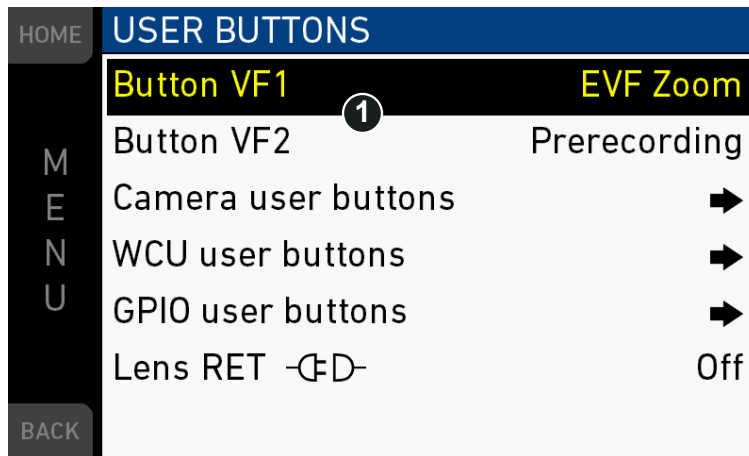 HOME
USER BUTTONS
Button VF1 EVF Zoom
1
Button VF2 Prerecording
MENU
Camera user buttons
WCU user buttons
GPIO user buttons
Lens RET Off
BACK